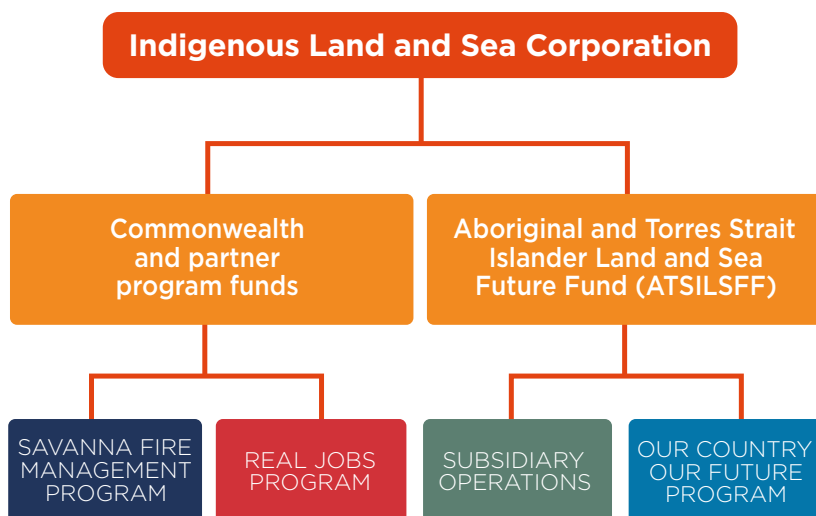 Indigenous Land and Sea Corporation
Commonwealth
and partner
program funds
Aboriginal and Torres Strait
Islander Land and Sea
Future Fund (ATSILSFF)
SAVANNA FIRE
MANAGEMENT
PROGRAM
REAL JOBS
PROGRAM
SUBSIDIARY
OPERATIONS
OUR COUNTRY
OUR FUTURE
PROGRAM